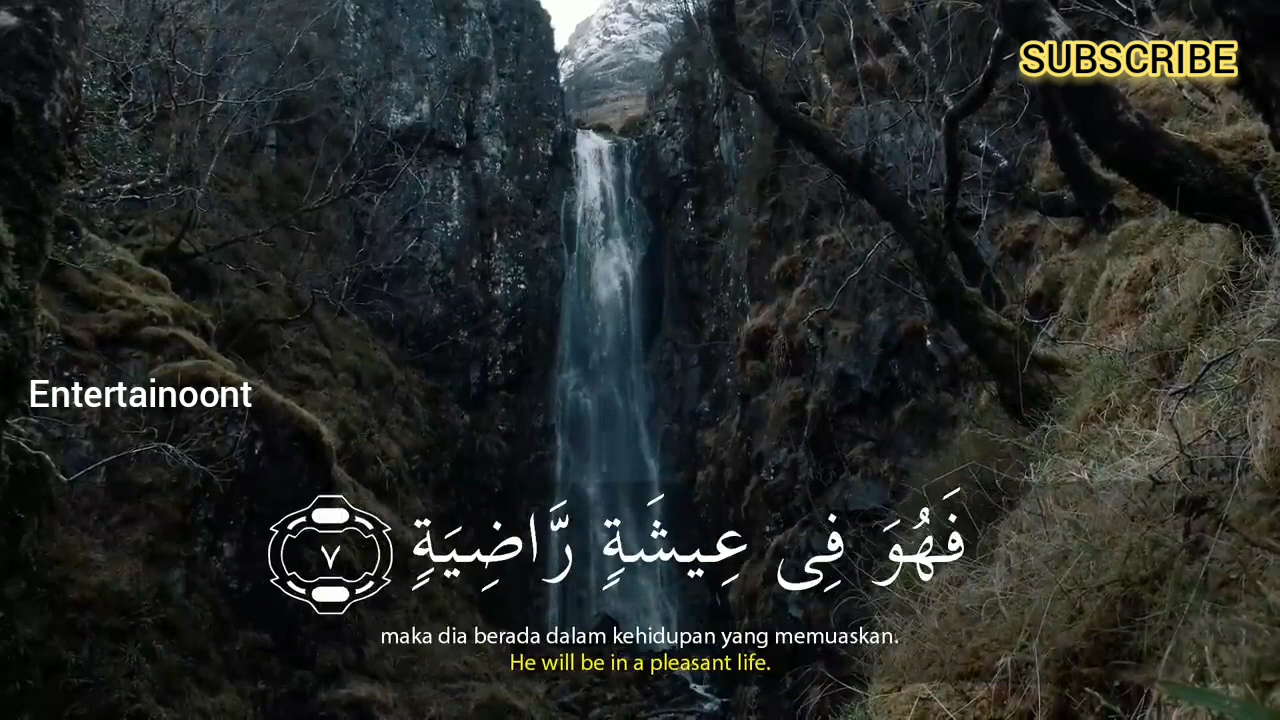 SUBSCRIBE
Entertainoont
فَهُوَ فِى عِيشَةٍ رَّاضِيَةٍ ٧
maka dia berada dalam kehidupan yang memuaskan.
He will be in a pleasant life.